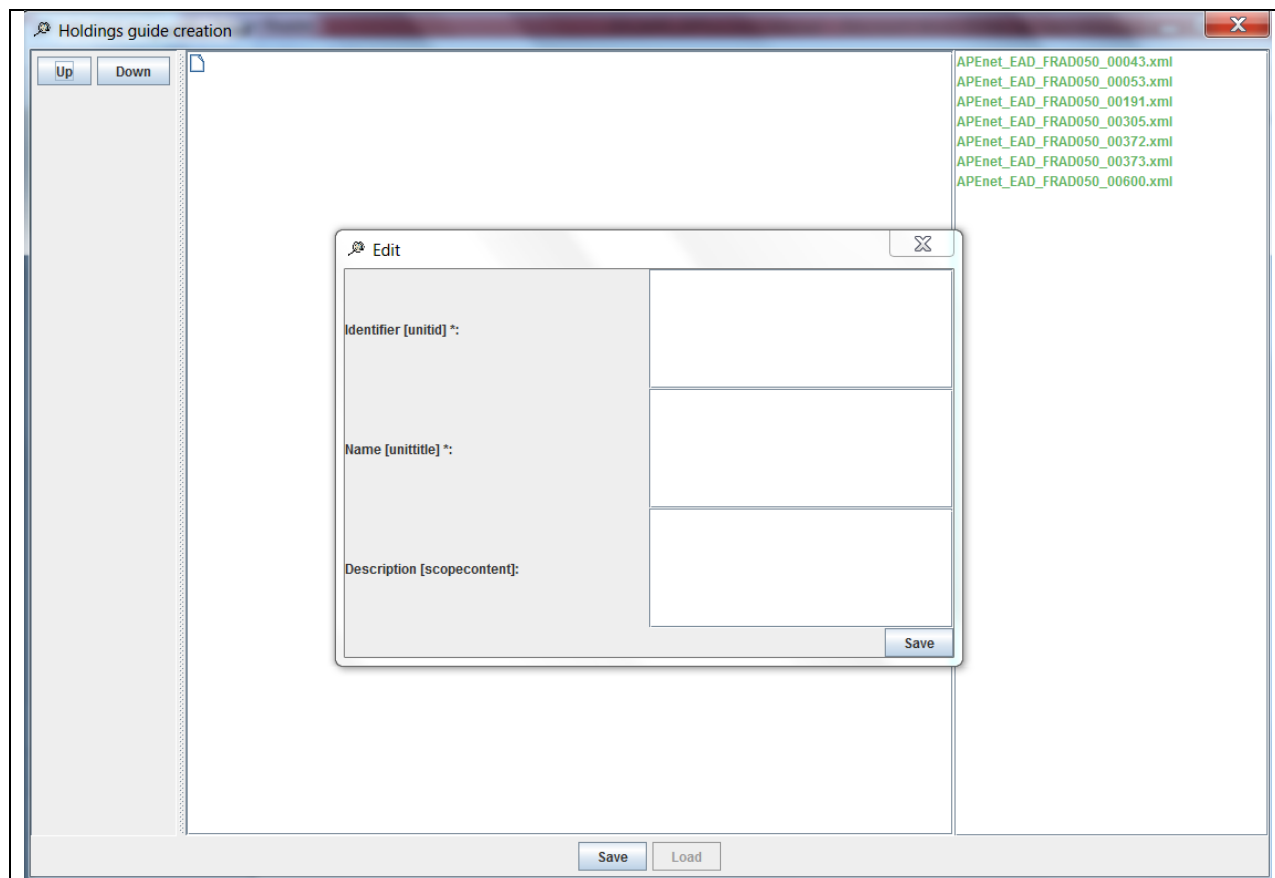 Holdings guide creation
Up Down
APEnet_EAD_FRAD050_00043.xml
APEnet_EAD_FRAD050_00053.xml
APEnet_EAD_FRAD050_00191.xml
APEnet_EAD_FRAD050_00305.xml
APEnet_EAD_FRAD050_00372.xml
APEnet_EAD_FRAD050_00373.xml
APEnet_EAD_FRAD050_00600.xml
Edit
Identifier [unitid] *:
Name [unittitle] *:
Description [scopecontent]:
Save
Save Load